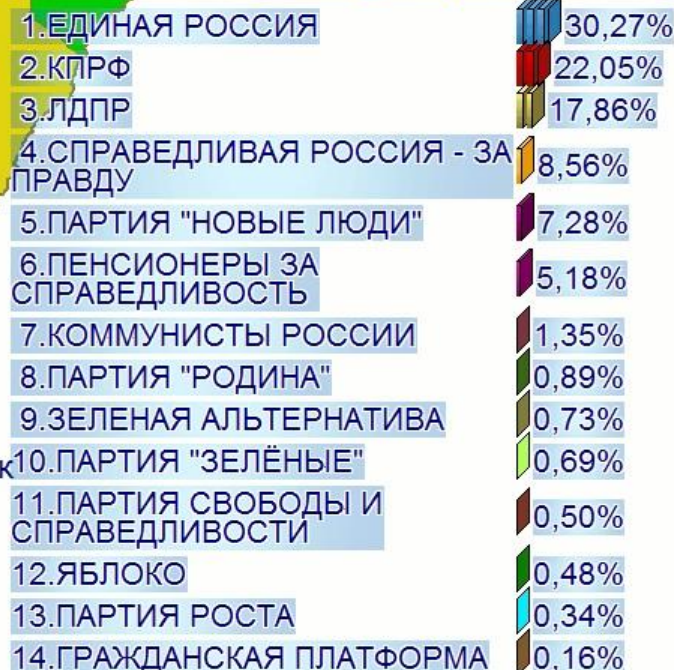 1.ЕДИНАЯ РОССИЯ 30,27%
2.КПРФ 22,05%
3.ЛДПР 17,86%
4.СПРАВЕДЛИВАЯ РОССИЯ - ЗА
ПРАВДУ 8,56%
5.ПАРТИЯ "НОВЫЕ ЛЮДИ" 7,28%
6.ПЕНСИОНЕРЫ ЗА
СПРАВЕДЛИВОСТЬ 5,18%
7.КОММУНИСТЫ РОССИИ 1,35%
8.ПАРТИЯ "РОДИНА" 0,89%
9.ЗЕЛЕНАЯ АЛЬТЕРНАТИВА 0,73%
к10.ПАРТИЯ "ЗЕЛЁНЫЕ" 0,69%
11.ПАРТИЯ СВОБОДЫ И
СПРАВЕДЛИВОСТИ 0,50%
12.ЯБЛОКО 0,48%
13.ПАРТИЯ РОСТА 0,34%
14.ГРАЖДАНСКАЯ ПЛАТФОРМА 0,16%